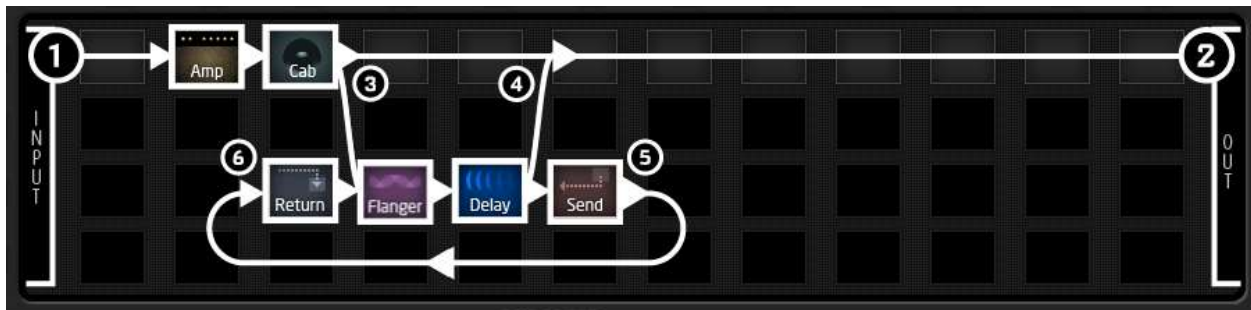 1
2
INPUT
Amp
Cab
3
4
6
5
Return
Flanger
Delay
Send
OUT